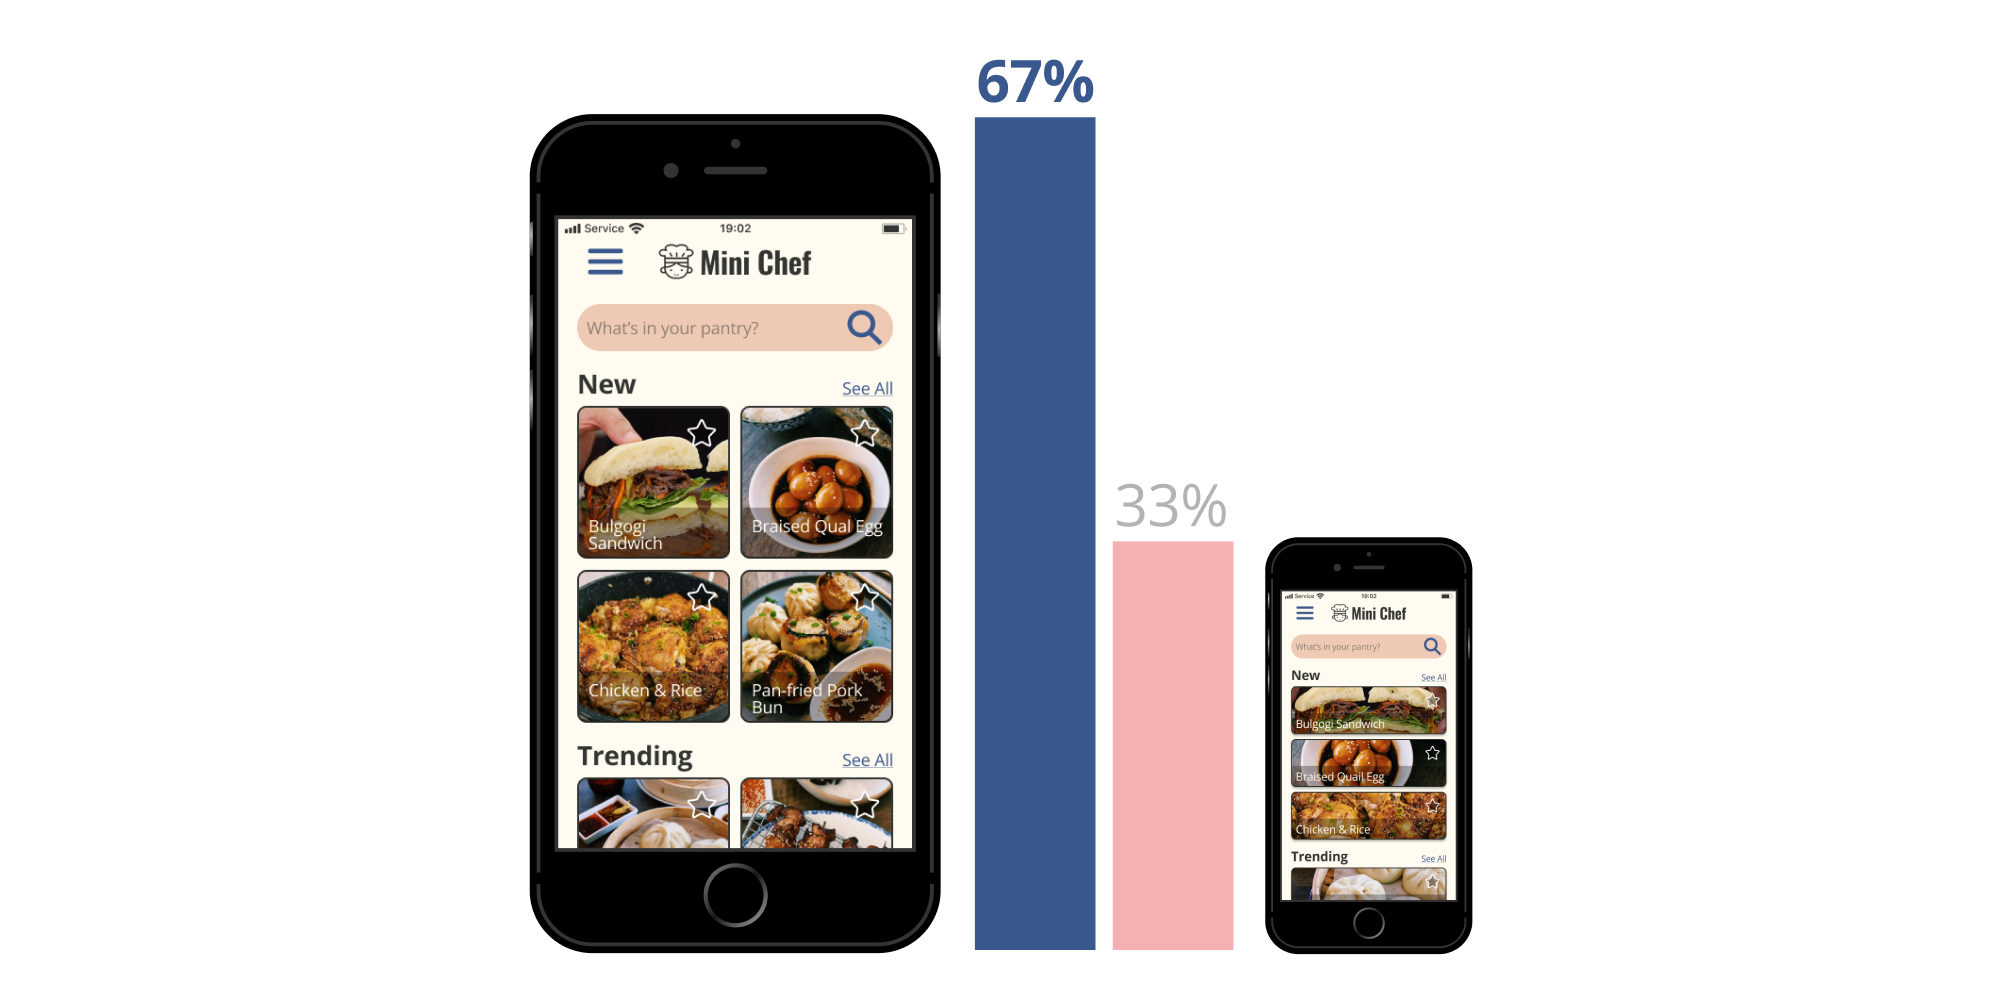 67%
Service
19:02
Mini Chef
What's in your pantry?
New
See All
Bulgogi
Sandwich
Braised Qual Egg
Chicken & Rice
Pan-fried Pork
Bun
Trending
See All
33%
Service
19:02
Mini Chef
What's in your pantry?
New
See All
Bulgogi Sandwich
Braised Quail Egg
Chicken & Rice
Trending
See All